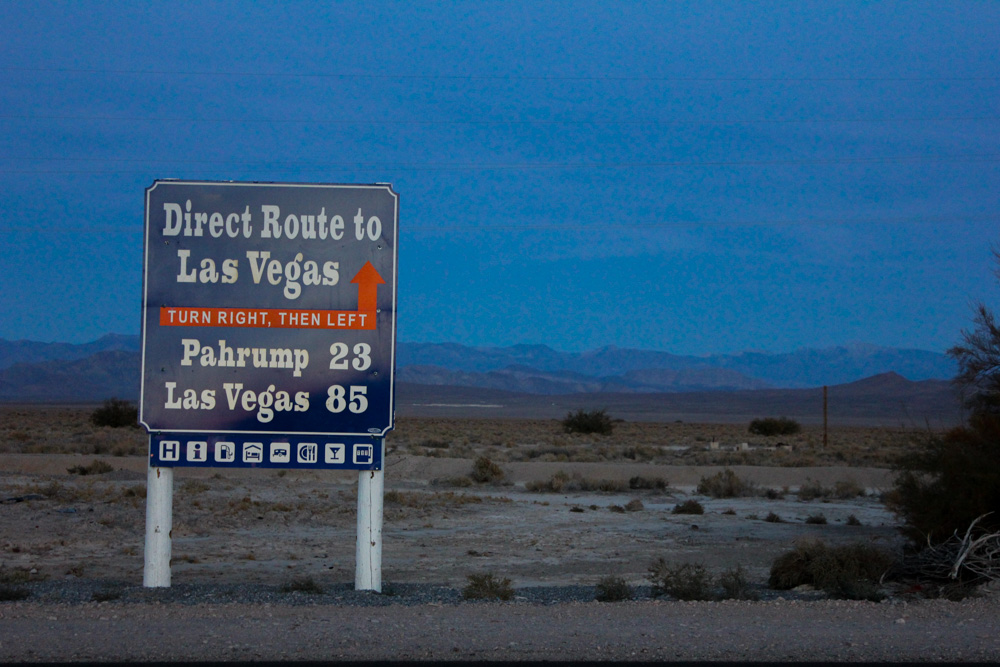 Direct Route to
Las Vegas
TURN RIGHT, THEN LEFT
Pahrump 23
Las Vegas 85
H i